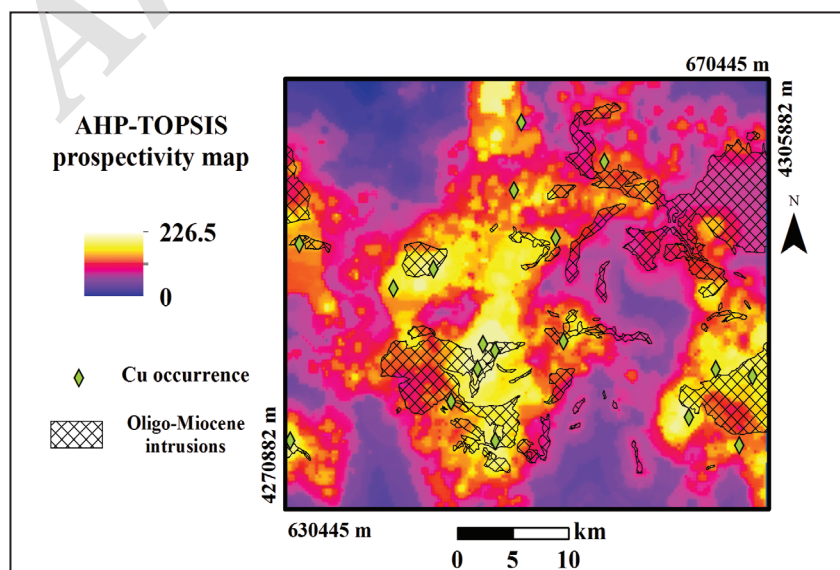 670445 m
4305882 m
AHP-TOPSIS
prospectivity map
N
226.5
0
Cu occurrence
Oligo-Miocene
intrusions
4270882 m
630445 m
km
0 5 10